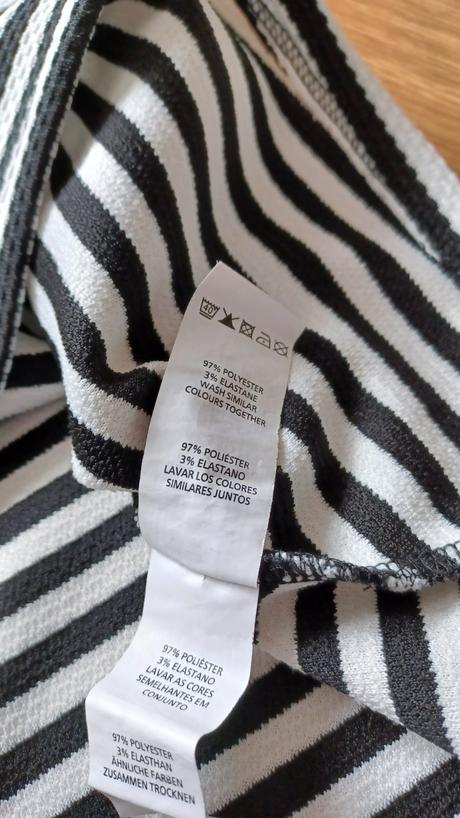 40
97% POLYESTER
3% ELASTANE
WASH SIMILAR
COLOURS TOGETHER
97% POLIÉSTER
3% ELASTANO
LAVAR LOS COLORES
SIMILARES JUNTOS
97% POLIÉSTER
3% ELASTANO
LAVAR AS CORES
SEMELHANTES EM
CONJUNTO
97% POLYESTER
3% ELASTHAN
ÄHNLICHE FARBEN
ZUSAMMEN TROCKNEN